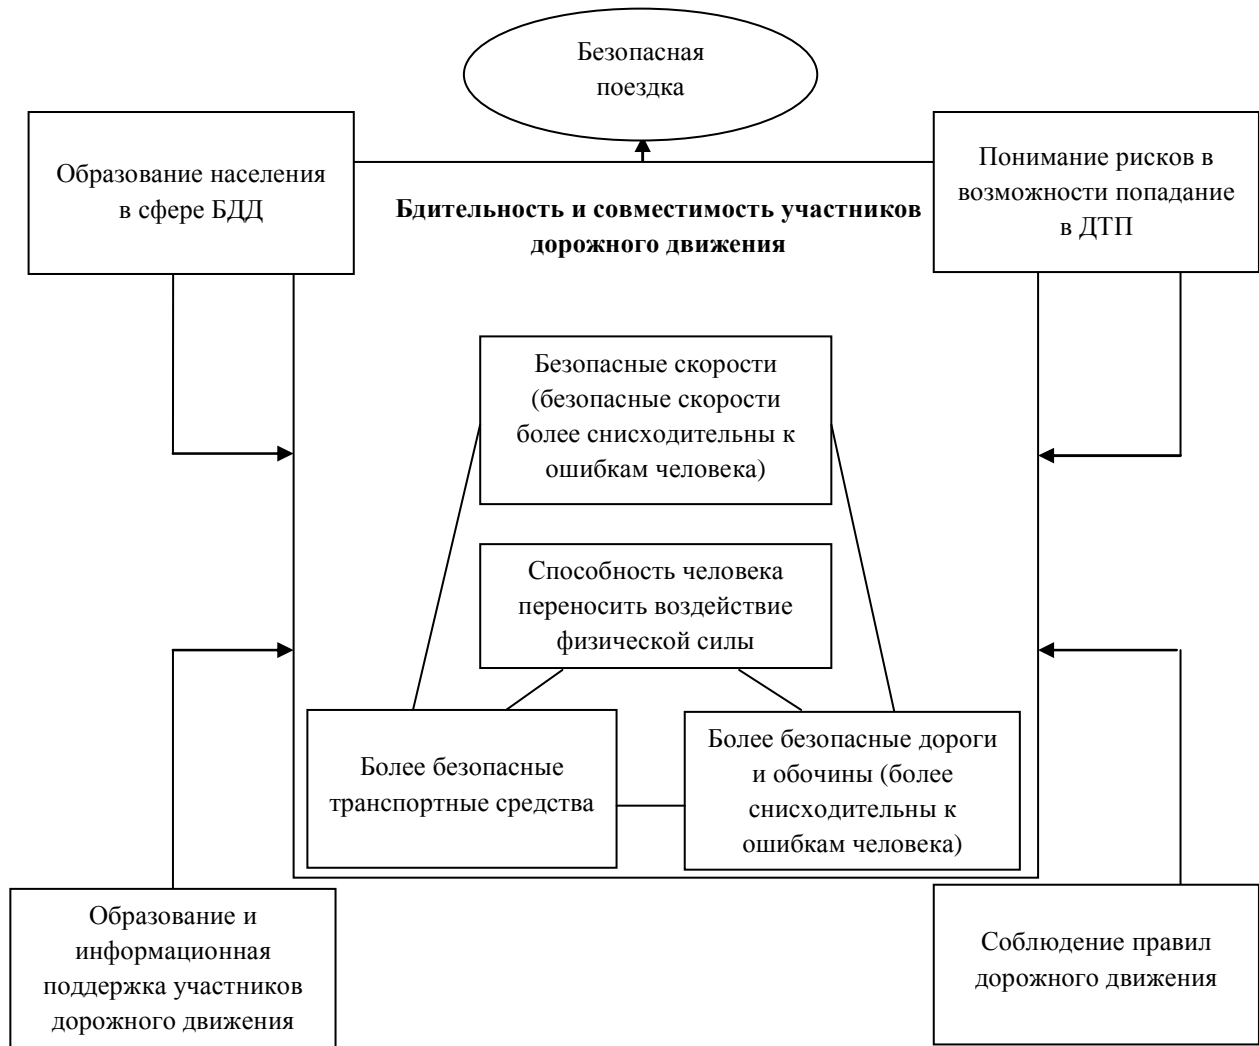 Безопасная
поездка
Образование населения
в сфере БДД
Понимание рисков в
возможности попадание
в ДТП
Бдительность и совместимость участников
дорожного движения
Безопасные скорости
(безопасные скорости
более снисходительны к
ошибкам человека)
Способность человека
переносить воздействие
физической силы
Более безопасные
транспортные средства
Более безопасные дороги
и обочины (более
снисходительны к
ошибкам человека)
Образование и
информационная
поддержка участников
дорожного движения
Соблюдение правил
дорожного движения